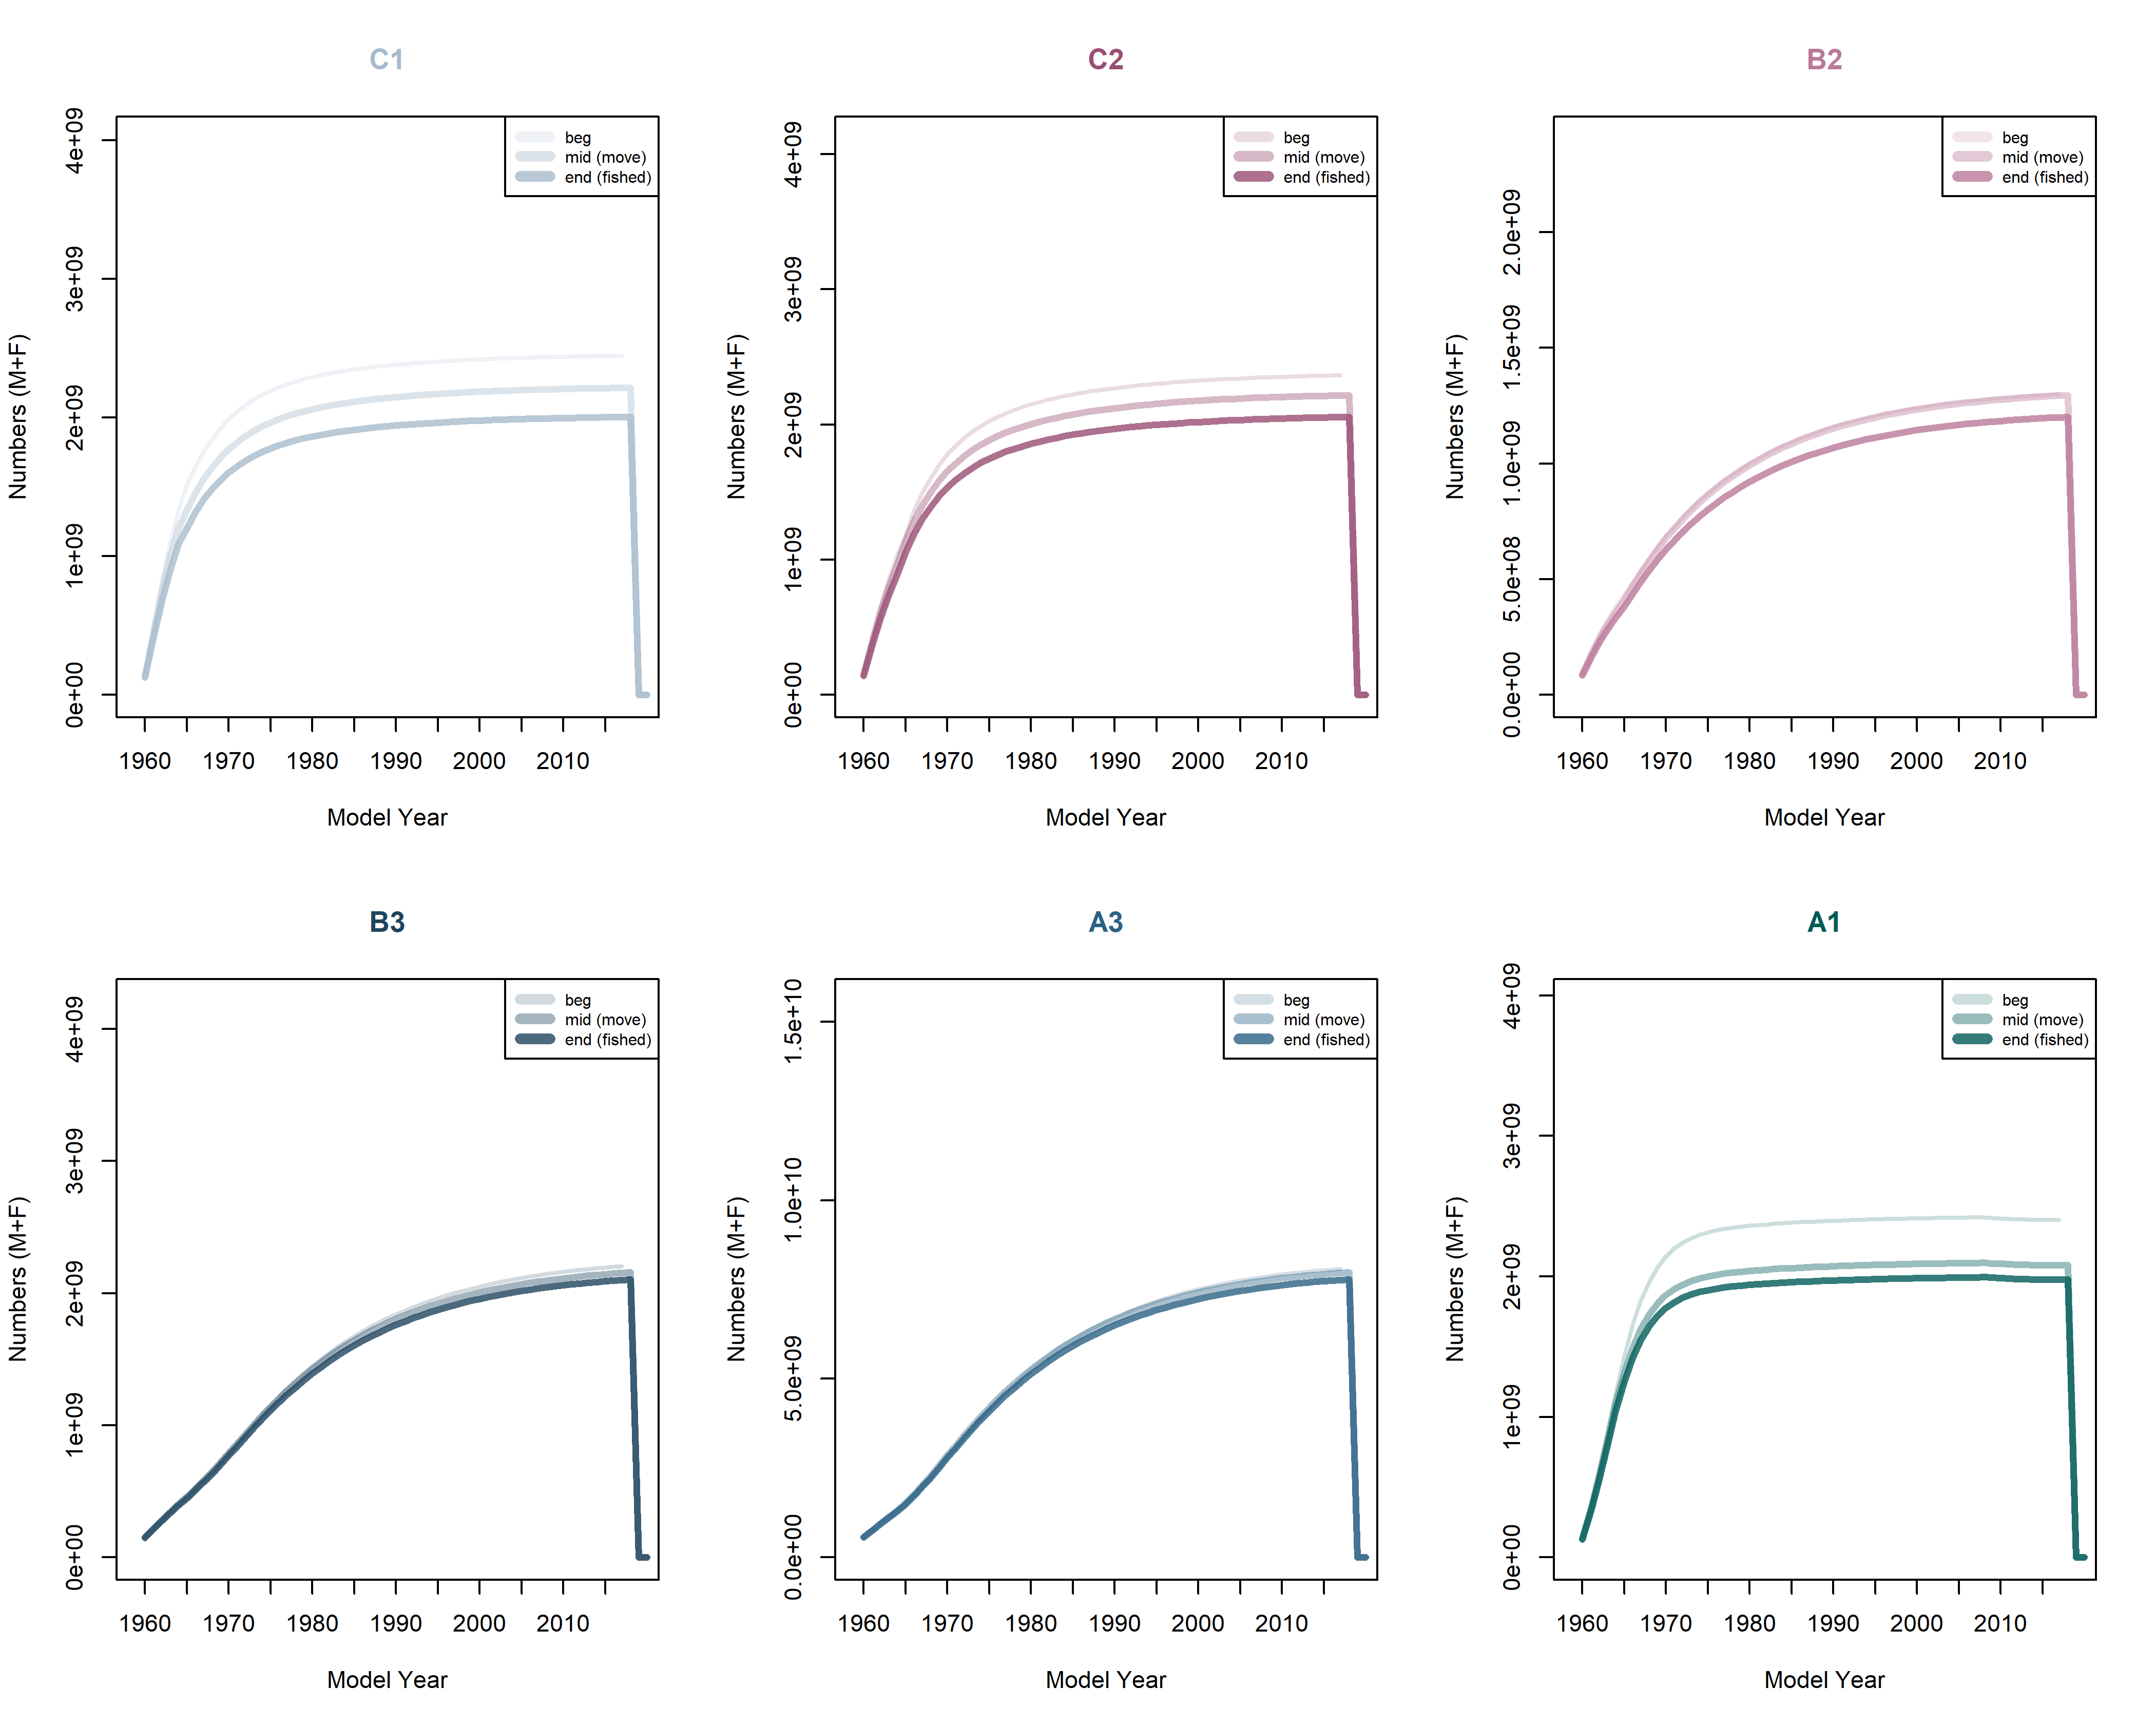 C1
4e+09
3e+09
2e+09
1e+09
0e+00
Numbers (M+F)
beg
mid (move)
end (fished)
1960 1970 1980 1990 2000 2010
Model Year
C2
4e+09
3e+09
2e+09
1e+09
0e+00
Numbers (M+F)
beg
mid (move)
end (fished)
1960 1970 1980 1990 2000 2010
Model Year
B2
2.0e+09
1.5e+09
1.0e+09
5.0e+08
0.0e+00
Numbers (M+F)
beg
mid (move)
end (fished)
1960 1970 1980 1990 2000 2010
Model Year
B3
4e+09
3e+09
2e+09
1e+09
0e+00
Numbers (M+F)
beg
mid (move)
end (fished)
1960 1970 1980 1990 2000 2010
Model Year
A3
1.5e+10
1.0e+10
5.0e+09
0.0e+00
Numbers (M+F)
beg
mid (move)
end (fished)
1960 1970 1980 1990 2000 2010
Model Year
A1
4e+09
3e+09
2e+09
1e+09
0e+00
Numbers (M+F)
beg
mid (move)
end (fished)
1960 1970 1980 1990 2000 2010
Model Year